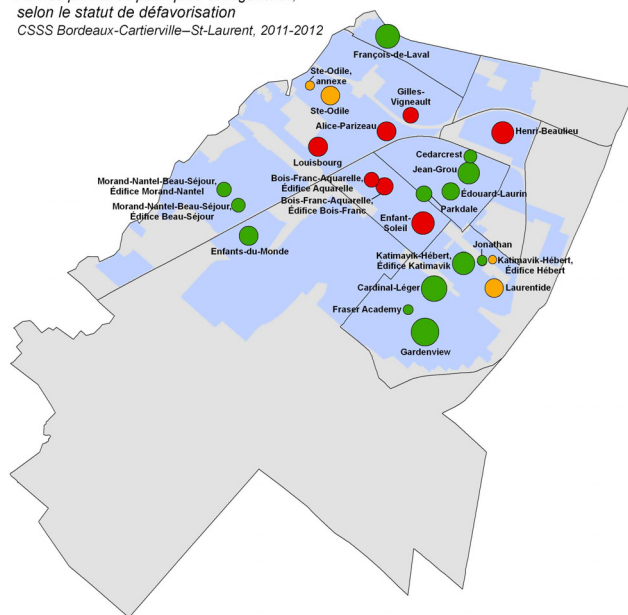 selon le statut de défavorisation
CSSS Bordeaux-Cartierville–St-Laurent, 2011-2012
François-de-Laval
Ste-Odile,
annexe
Ste-Odile
Gilles-
Vigneault
Alice-Parizeau
Henri-Beaulieu
Louisbourg
Cedarcrest
Jean-Grou
Bois-Franc-Aquarelle,
Édifice Aquarelle
Morand-Nantel-Beau-Séjour,
Édifice Morand-Nantel
Édouard-Laurin
Bois-Franc-Aquarelle,
Édifice Bois-Franc
Parkdale
Morand-Nantel-Beau-Séjour,
Édifice Beau-Séjour
Enfant-
Soleil
Enfants-du-Monde
Jonathan
Katimavik-Hébert,
Édifice Katimavik
Katimavik-Hébert,
Édifice Hébert
Cardinal-Léger
Laurentide
Fraser Academy
Gardenview